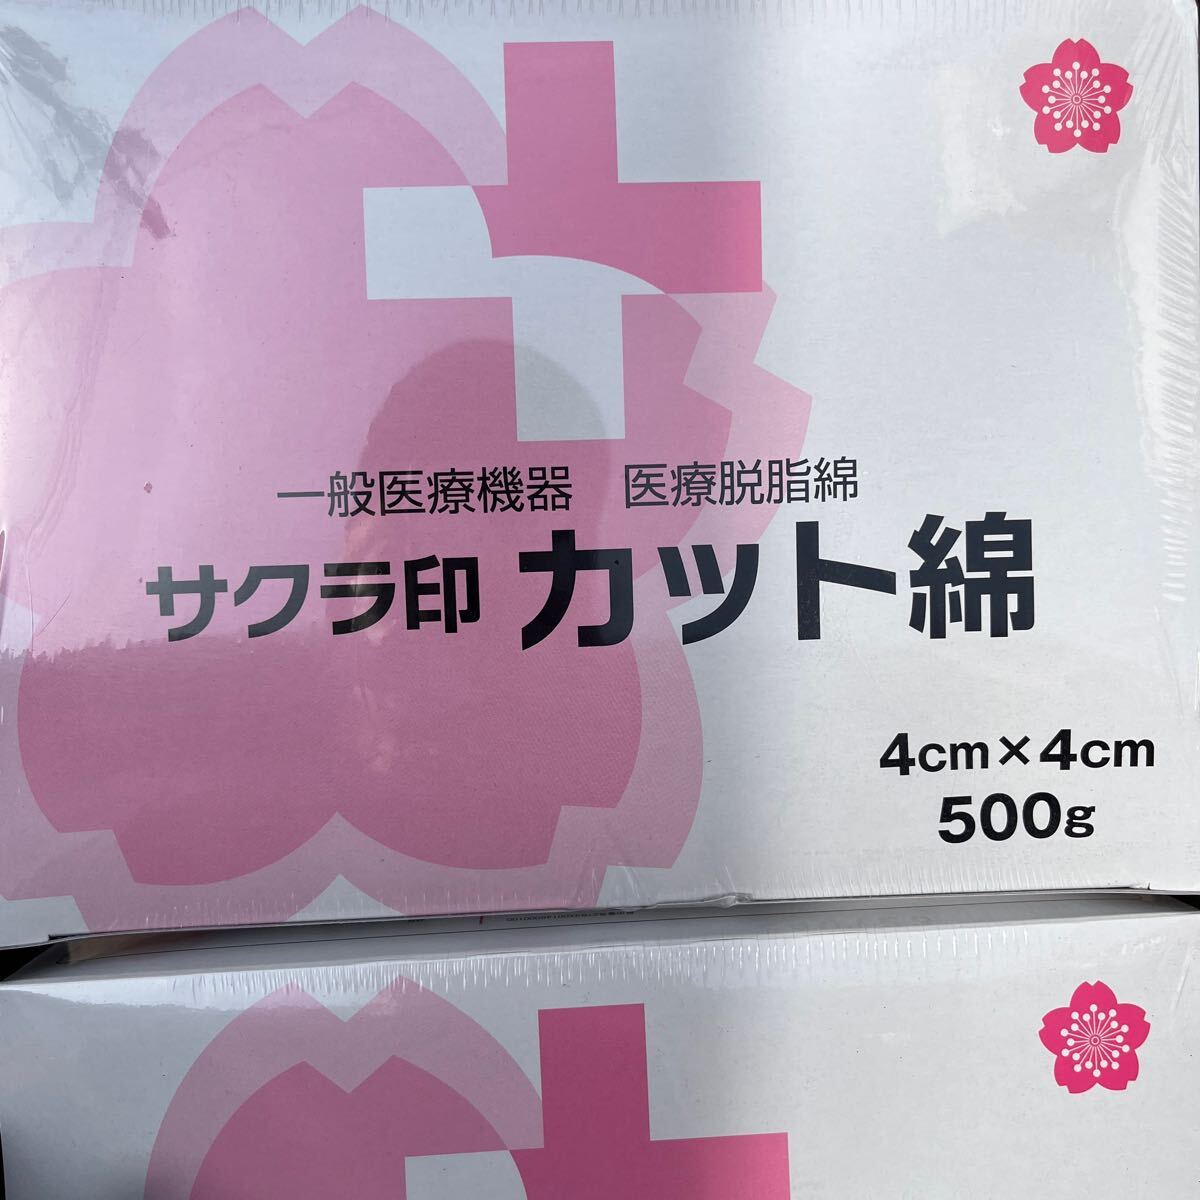 一般医療機器　医療脱脂綿
サクラ印 カット綿
4cm×4cm
500g